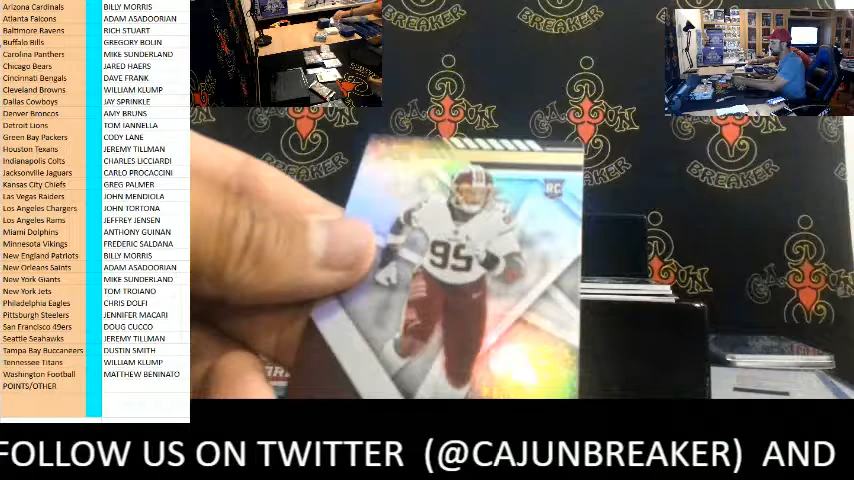 Arizona Cardinals BILLY MORRIS
Atlanta Falcons ADAM ASADOORIAN
Baltimore Ravens RICH STUART
Buffalo Bills GREGORY BOLIN
Carolina Panthers MIKE SUNDERLAND
Chicago Bears JARED HAERS
Cincinnati Bengals DAVE FRANK
Cleveland Browns WILLIAM KLUMP
Dallas Cowboys JAY SPRINKLE
Denver Broncos AMY BRUNS
Detroit Lions TOM IANNELLA
Green Bay Packers CODY LANE
Houston Texans JEREMY TILLMAN
Indianapolis Colts CHARLES LICCIARDI
Jacksonville Jaguars CARLO PROCACCINI
Kansas City Chiefs GREG PALMER
Las Vegas Raiders JOHN MENDIOLA
Los Angeles Chargers JOHN TORTONA
Los Angeles Rams JEFFREY JENSEN
Miami Dolphins ANTHONY GUINAN
Minnesota Vikings FREDERIC SALDANA
New England Patriots BILLY MORRIS
New Orleans Saints ADAM ASADOORIAN
New York Giants MIKE SUNDERLAND
New York Jets TOM TROIANO
Philadelphia Eagles CHRIS DOLFI
Pittsburgh Steelers JENNIFER MACARI
San Francisco 49ers DOUG CUCCO
Seattle Seahawks JEREMY TILLMAN
Tampa Bay Buccaneers DUSTIN SMITH
Tennessee Titans WILLIAM KLUMP
Washington Football MATTHEW BENINATO
POINTS/OTHER
BREAKER
BREAKER
CAJUN
CAJUN
RC
95
BREAKER
BREAKER
FOLLOW US ON TWITTER (@CAJUNBREAKER) AND